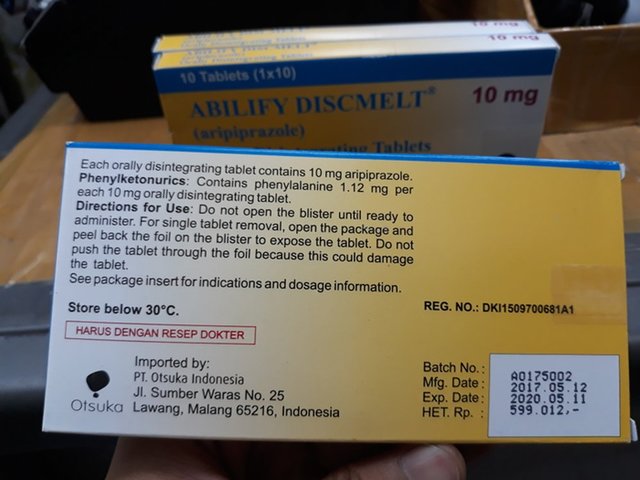 10 mg
10 Tablets (1x10)
ABILIFY DISCMELT®
10 mg
(aripiprazole)
Tablets
Each orally disintegrating tablet contains 10 mg aripiprazole.
Phenylketonurics: Contains phenylalanine 1.12 mg per
each 10 mg orally disintegrating tablet.
Directions for Use: Do not open the blister until ready to
administer. For single tablet removal, open the package and
peel back the foil on the blister to expose the tablet. Do not
push the tablet through the foil because this could damage
the tablet.
See package insert for indications and dosage information.
Store below 30°C.
REG. NO.: DKI1509700681A1
HARUS DENGAN RESEP DOKTER
Imported by:
PT. Otsuka Indonesia
Jl. Sumber Waras No. 25
Lawang, Malang 65216, Indonesia
Otsuka
Batch No. : A0175002
Mfg. Date : 2017.05.12
Exp. Date : 2020.05.11
HET. Rp. : 599.012,-